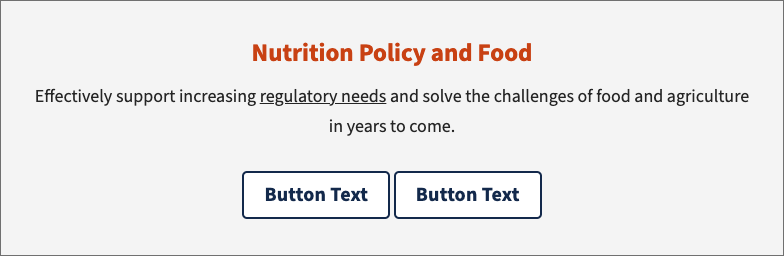 Nutrition Policy and Food
Effectively support increasing regulatory needs and solve the challenges of food and agriculture
in years to come.
Button Text Button Text